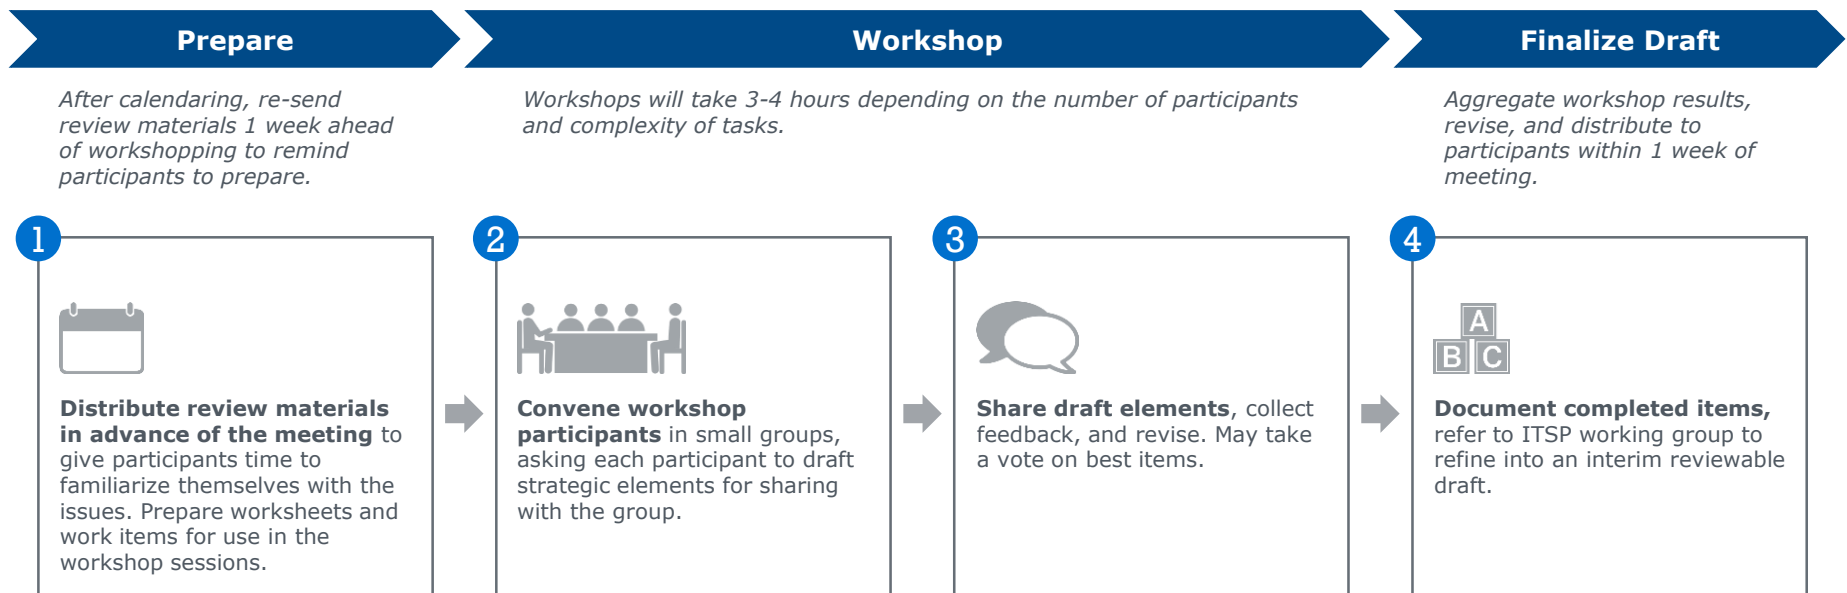 Prepare
Workshop
Finalize Draft
After calendaring, re-send
review materials 1 week ahead
of workshopping to remind
participants to prepare.
Workshops will take 3-4 hours depending on the number of participants
and complexity of tasks.
Aggregate workshop results,
revise, and distribute to
participants within 1 week of
meeting.
1
Distribute review materials
in advance of the meeting to
give participants time to
familiarize themselves with the
issues. Prepare worksheets and
work items for use in the
workshop sessions.
2
Convene workshop
participants in small groups,
asking each participant to draft
strategic elements for sharing
with the group.
3
Share draft elements, collect
feedback, and revise. May take
a vote on best items.
4
A
B C
Document completed items,
refer to ITSP working group to
refine into an interim reviewable
draft.